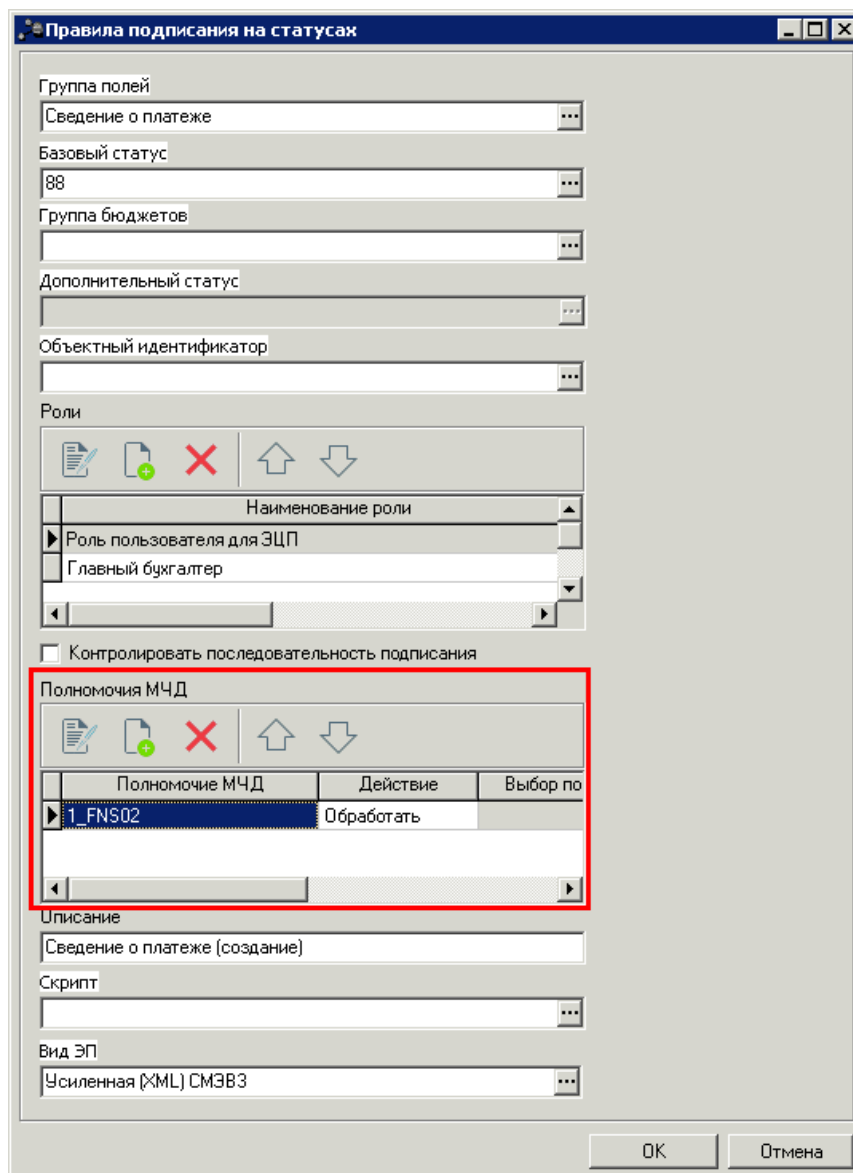 Правила подписания на статусах
Группа полей
Сведение о платеже
Базовый статус
88
Группа бюджетов
Дополнительный статус
Объектный идентификатор
Роли
Наименование роли
Роль пользователя для ЭЦП
Главный бухгалтер
Контролировать последовательность подписания
Полномочия МЧД
Полномочие МЧД Действие Выбор по
1_FNS02 Обработать
Описание
Сведение о платеже (создание)
Скрипт
Вид ЭП
Усиленная (XML) СМЭВ3
OK Отмена